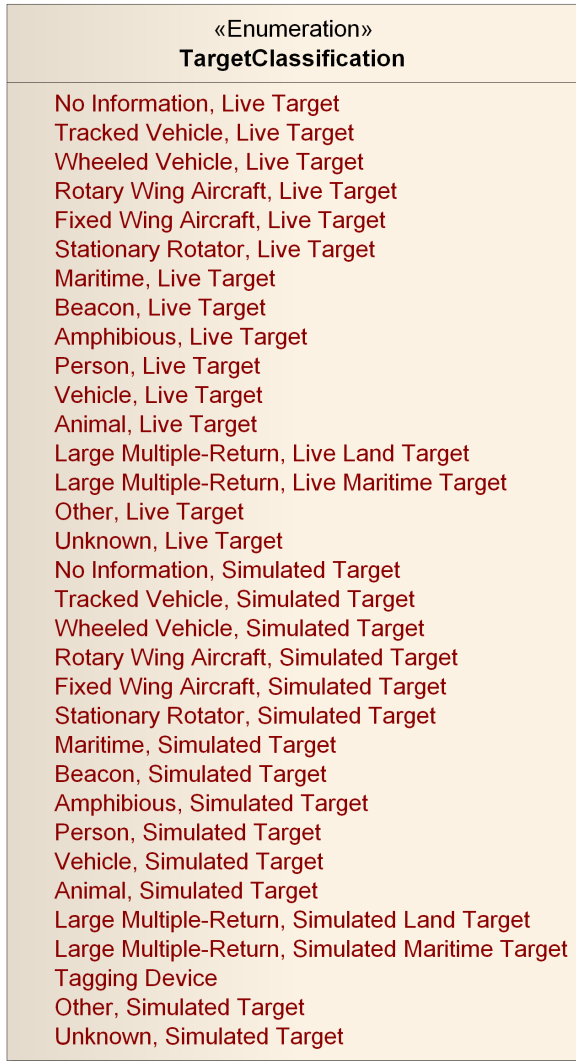 «Enumeration»
TargetClassification
No Information, Live Target
Tracked Vehicle, Live Target
Wheeled Vehicle, Live Target
Rotary Wing Aircraft, Live Target
Fixed Wing Aircraft, Live Target
Stationary Rotator, Live Target
Maritime, Live Target
Beacon, Live Target
Amphibious, Live Target
Person, Live Target
Vehicle, Live Target
Animal, Live Target
Large Multiple-Return, Live Land Target
Large Multiple-Return, Live Maritime Target
Other, Live Target
Unknown, Live Target
No Information, Simulated Target
Tracked Vehicle, Simulated Target
Wheeled Vehicle, Simulated Target
Rotary Wing Aircraft, Simulated Target
Fixed Wing Aircraft, Simulated Target
Stationary Rotator, Simulated Target
Maritime, Simulated Target
Beacon, Simulated Target
Amphibious, Simulated Target
Person, Simulated Target
Vehicle, Simulated Target
Animal, Simulated Target
Large Multiple-Return, Simulated Land Target
Large Multiple-Return, Simulated Maritime Target
Tagging Device
Other, Simulated Target
Unknown, Simulated Target